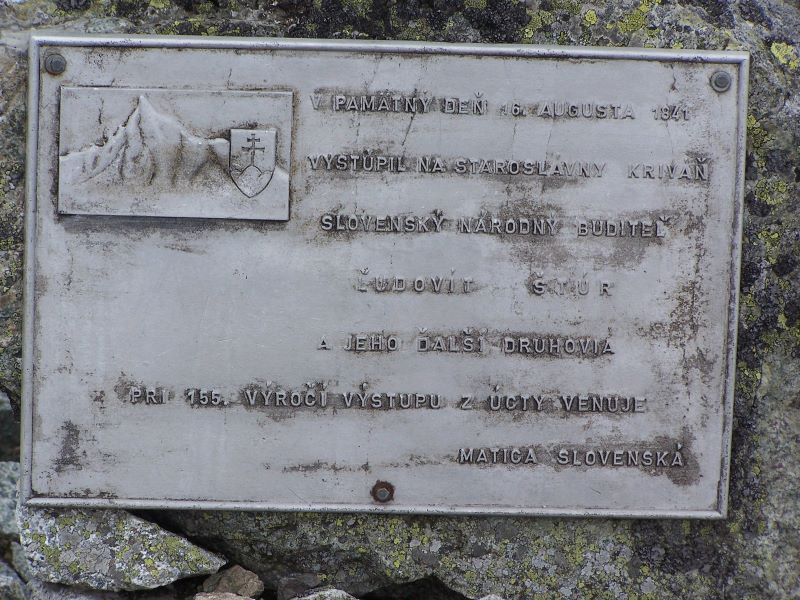 V PAMÄTNÝ DEŇ 16. AUGUSTA 1841
VYSTÚPIL NA STAROSLÁVNY KRIVÁŇ
SLOVENSKÝ NÁRODNÝ BUDITEĽ
ĽUDOVÍT ŠTÚR
A JEHO ĎALŠÍ DRUHOVIA
PRI 155. VÝROČÍ VÝSTUPU Z ÚCTY VENUJE
MATICA SLOVENSKÁ